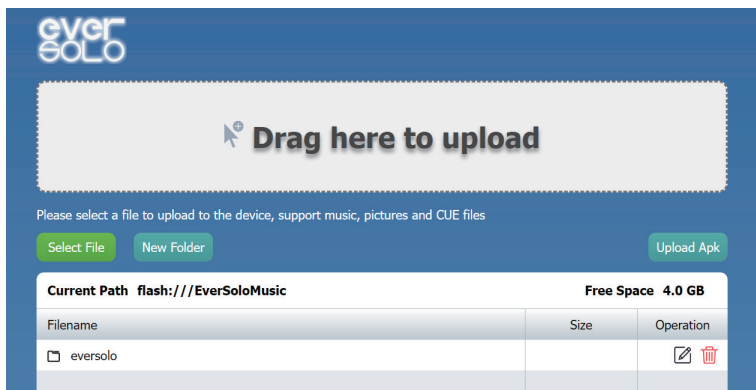 ever
SOLO
Drag here to upload
Please select a file to upload to the device, support music, pictures and CUE files
Select File New Folder Upload Apk
Current Path flash:///EverSoloMusic Free Space 4.0 GB
Filename Size Operation
eversolo